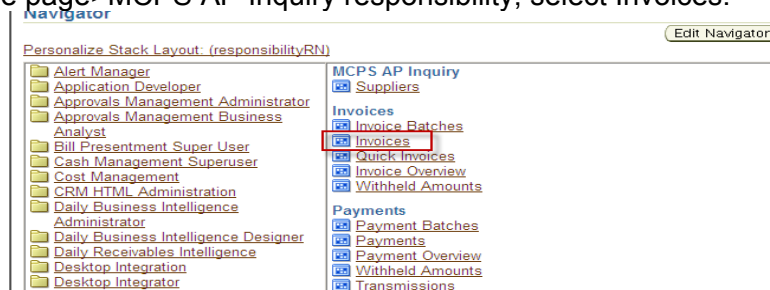 e page> MCPS AP Inquiry responsibility, select Invoices.
Navigator
Edit Navigator
Personalize Stack Layout: (responsibilityRN)
Alert Manager
Application Developer
Approvals Management Administrator
Approvals Management Business
Analyst
Bill Presentment Super User
Cash Management Superuser
Cost Management
CRM HTML Administration
Daily Business Intelligence
Administrator
Daily Business Intelligence Designer
Daily Receivables Intelligence
Desktop Integration
Desktop Integrator
MCPS AP Inquiry
Suppliers
Invoices
Invoice Batches
Invoices
Quick Invoices
Invoice Overview
Withheld Amounts
Payments
Payment Batches
Payments
Payment Overview
Withheld Amounts
Transmissions